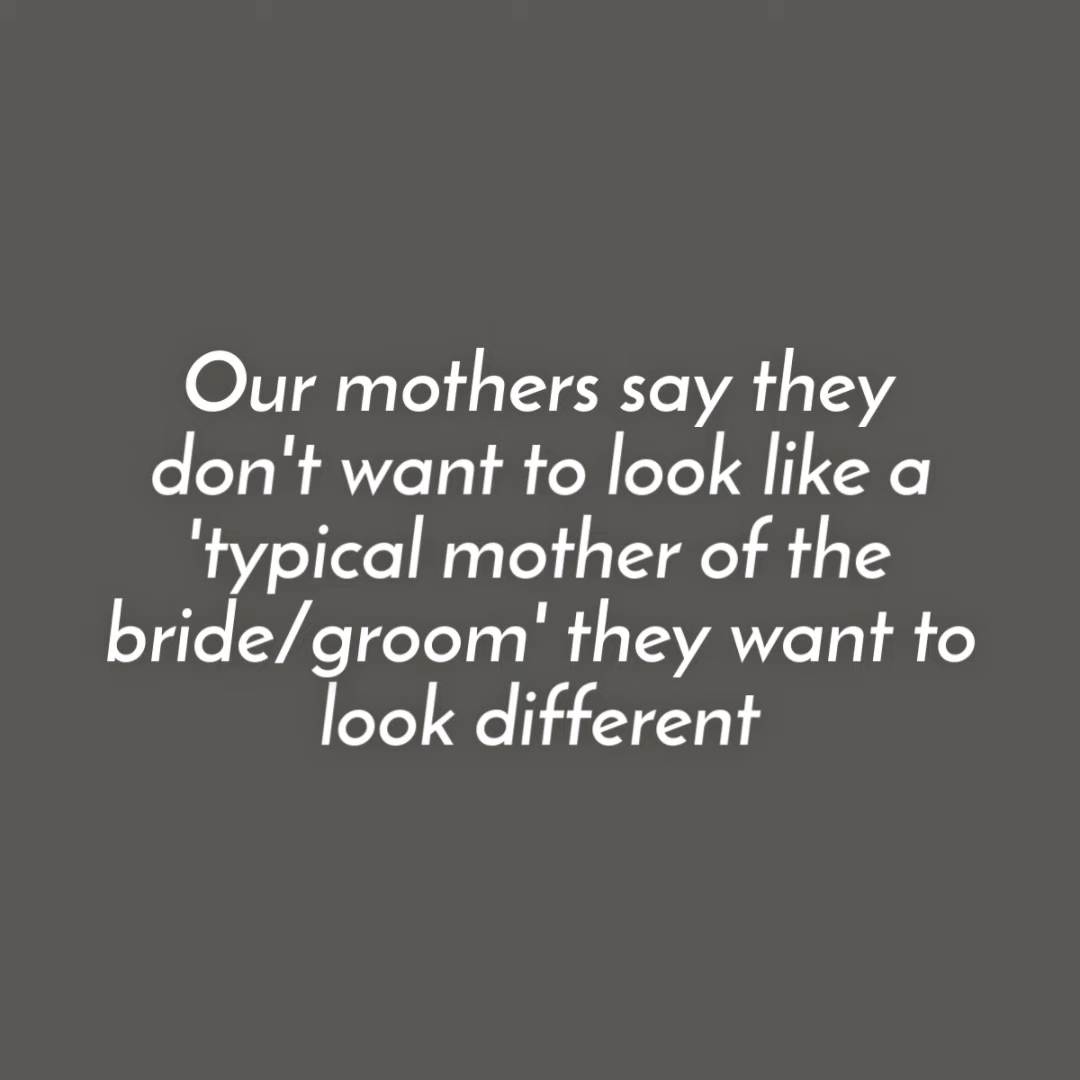 Our mothers say they
don't want to look like a
'typical mother of the
bride/groom' they want to
look different